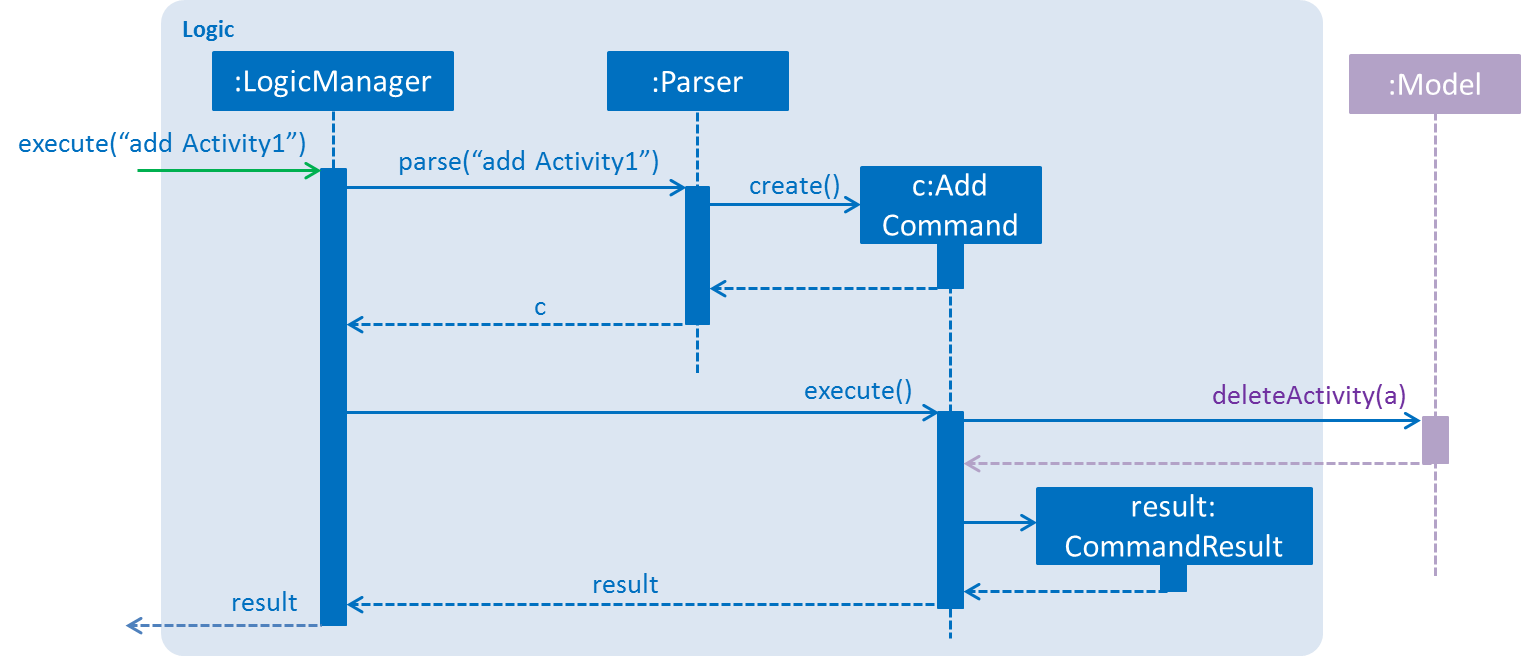 Logic
:LogicManager
:Parser
:Model
execute(“add Activity1”)
parse(“add Activity1”)
create()
c:Add
Command
c
execute()
deleteActivity(a)
result:
CommandResult
result
result